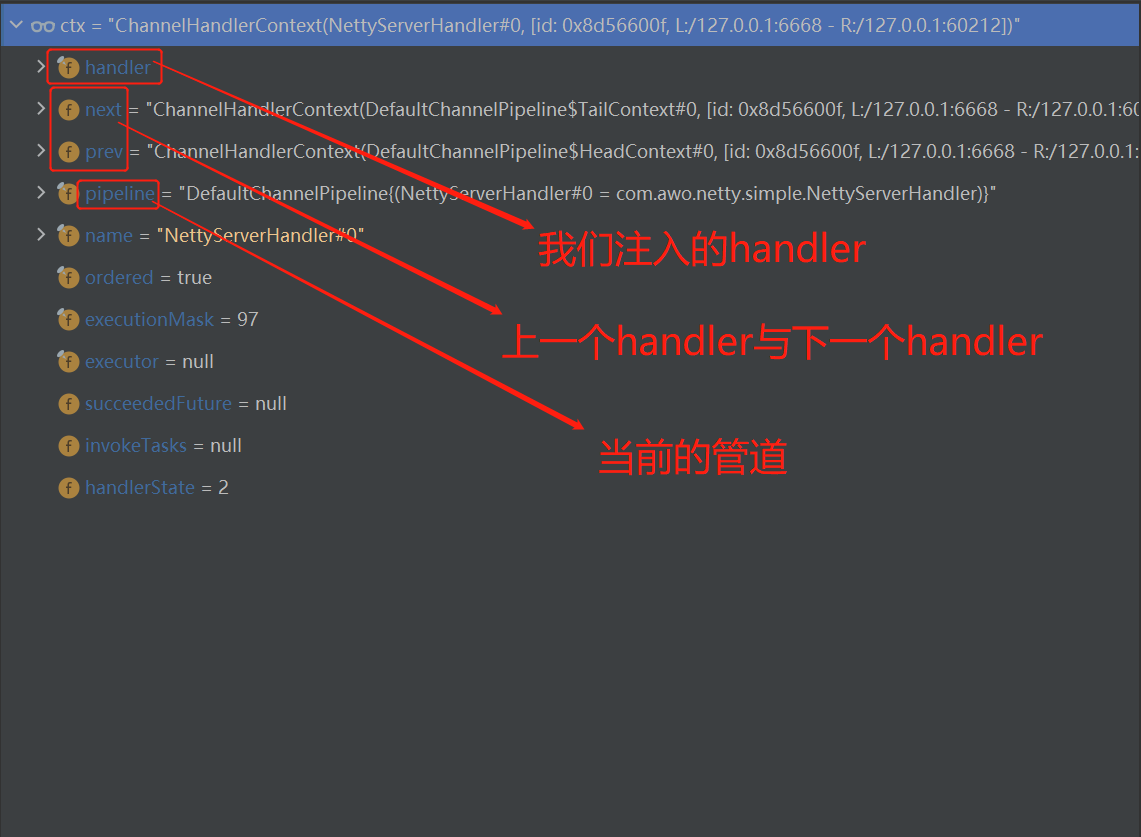 ctx = "ChannelHandlerContext(NettyServerHandler#0, [id: 0x8d56600f, L:/127.0.0.1:6668 - R:/127.0.0.1:60212])"
handler
next = "ChannelHandlerContext(DefaultChannelPipeline$TailContext#0, [id: 0x8d56600f, L:/127.0.0.1:6668 - R:/127.0.0.1:60
prev = "ChannelHandlerContext(DefaultChannelPipeline$HeadContext#0, [id: 0x8d56600f, L:/127.0.0.1:6668 - R:/127.0.0.1:
pipeline = "DefaultChannelPipeline{(NettyServerHandler#0 = com.awo.netty.simple.NettyServerHandler)}"
name = "NettyServerHandler#0"
我们注入的handler
ordered = true
executionMask = 97
上一个handler与下一个handler
executor = null
succeededFuture = null
invokeTasks = null
当前的管道
handlerState = 2